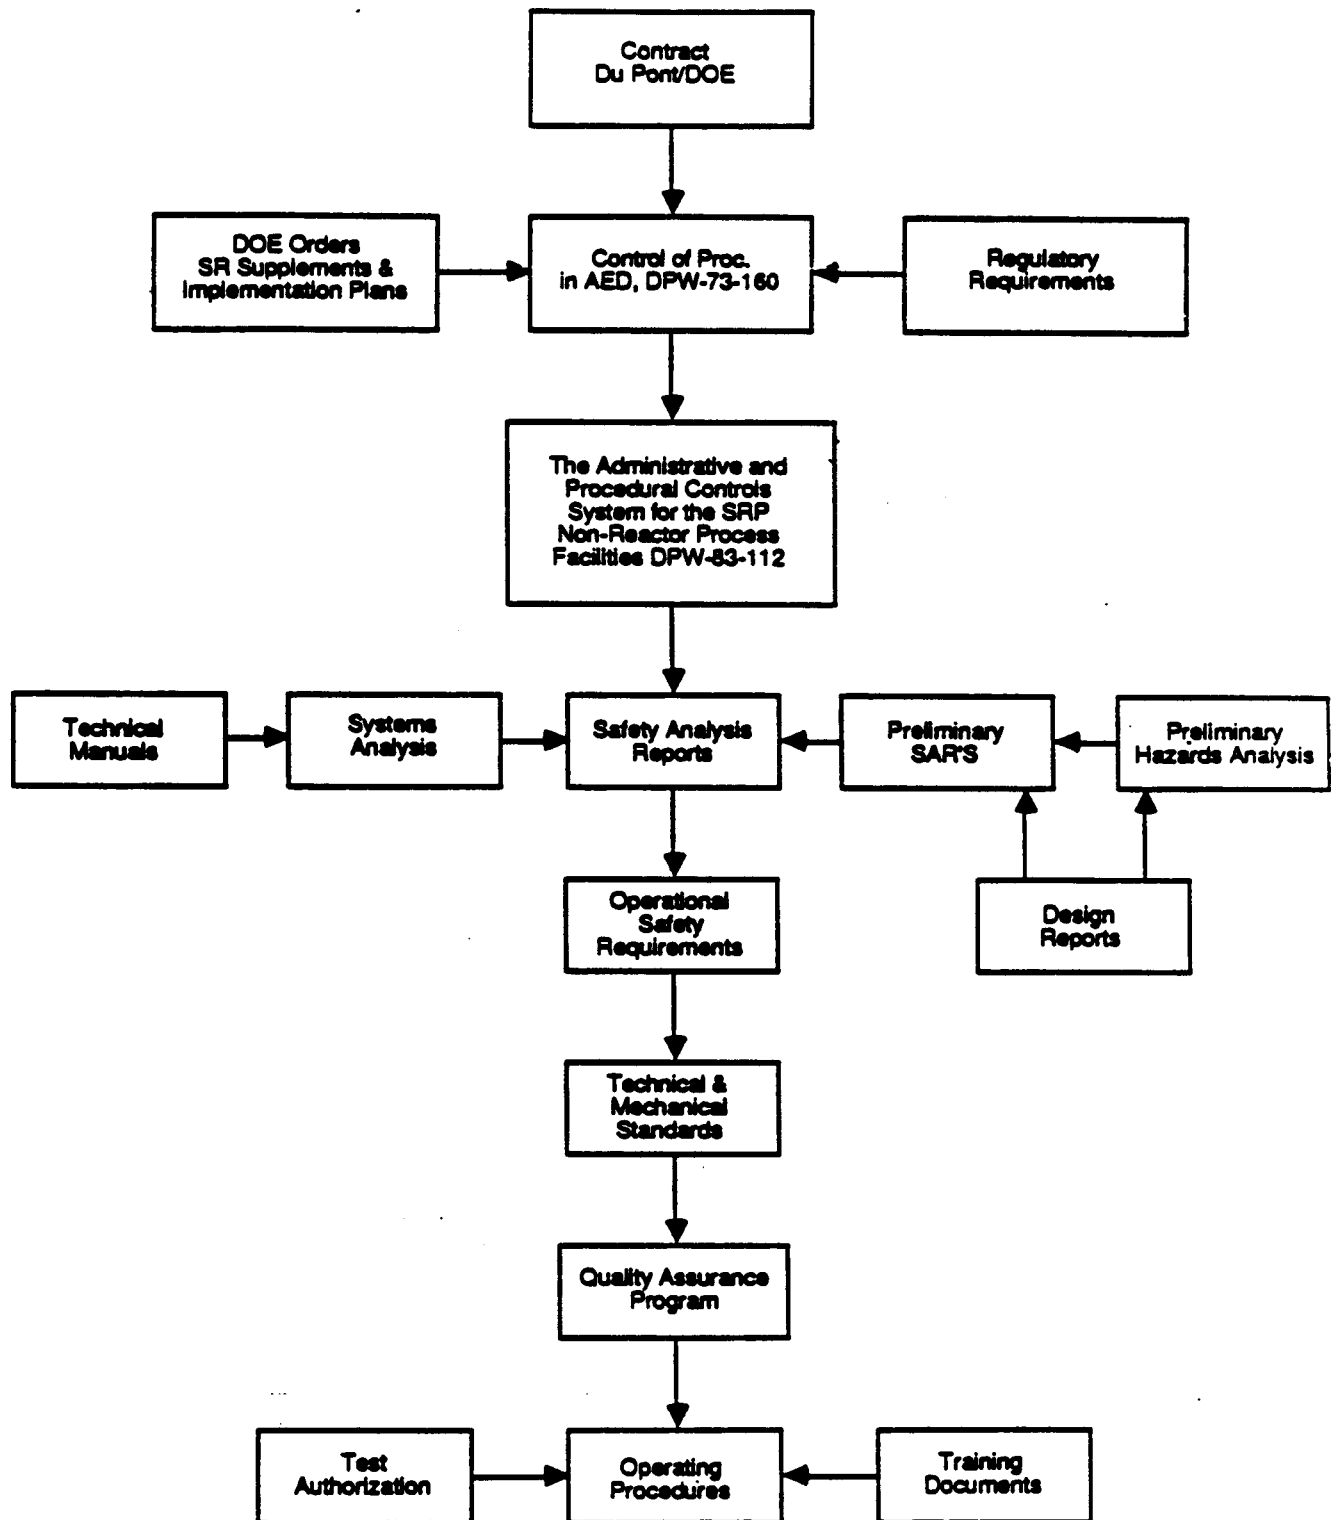 Contract
Du Pont/DOE
DOE Orders
SR Supplements &
Implementation Plans
Control of Proc.
in AED, DPW-73-160
Regulatory
Requirements
The Administrative and
Procedural Controls
System for the SRP
Non-Reactor Process
Facilities DPW-83-112
Technical
Manuals
Systems
Analysis
Safety Analysis
Reports
Preliminary
SAR'S
Preliminary
Hazards Analysis
Operational
Safety
Requirements
Design
Reports
Technical &
Mechanical
Standards
Quality Assurance
Program
Test
Authorization
Operating
Procedures
Training
Documents